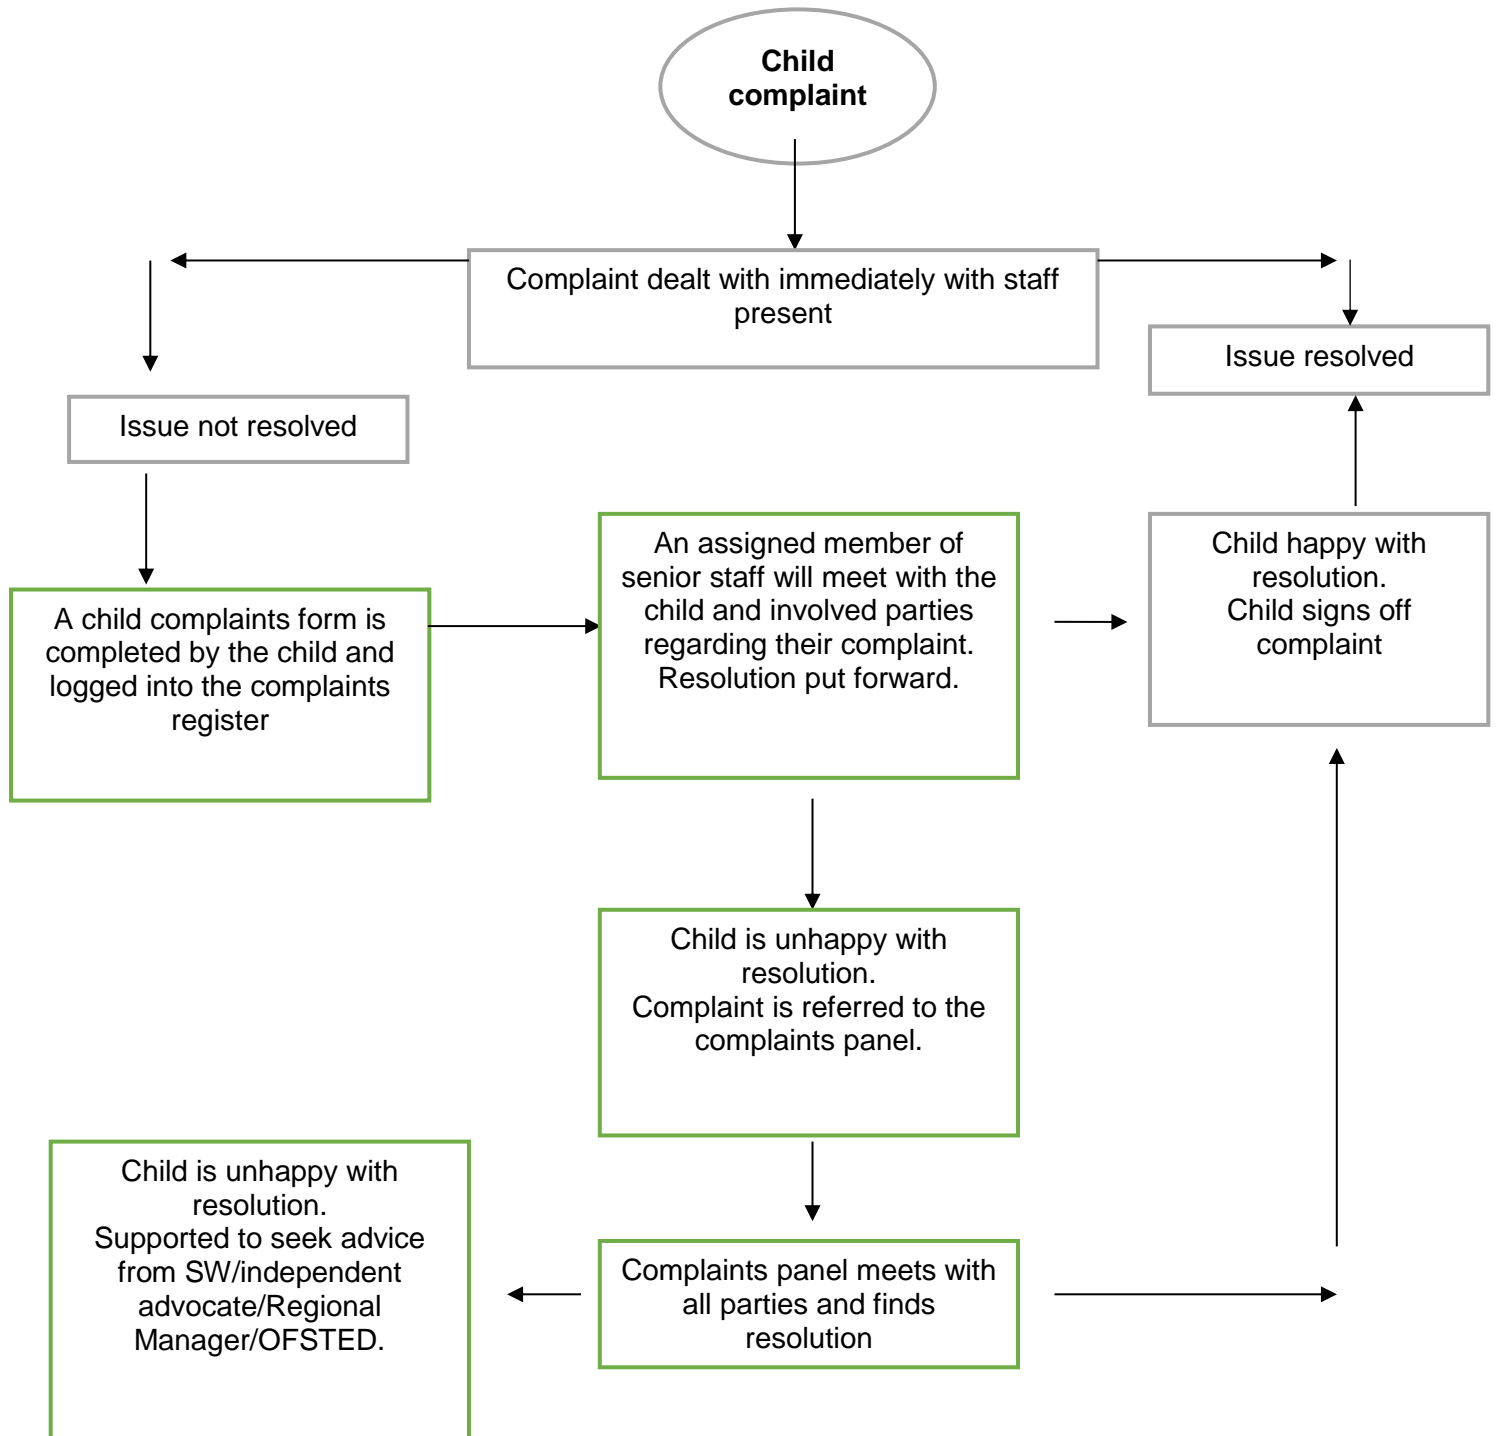 Child
complaint
Complaint dealt with immediately with staff
present
Issue resolved
Issue not resolved
A child complaints form is
completed by the child and
logged into the complaints
register
An assigned member of
senior staff will meet with the
child and involved parties
regarding their complaint.
Resolution put forward.
Child happy with
resolution.
Child signs off
complaint
Child is unhappy with
resolution.
Complaint is referred to the
complaints panel.
Child is unhappy with
resolution.
Supported to seek advice
from SW/independent
advocate/Regional
Manager/OFSTED.
Complaints panel meets with
all parties and finds
resolution